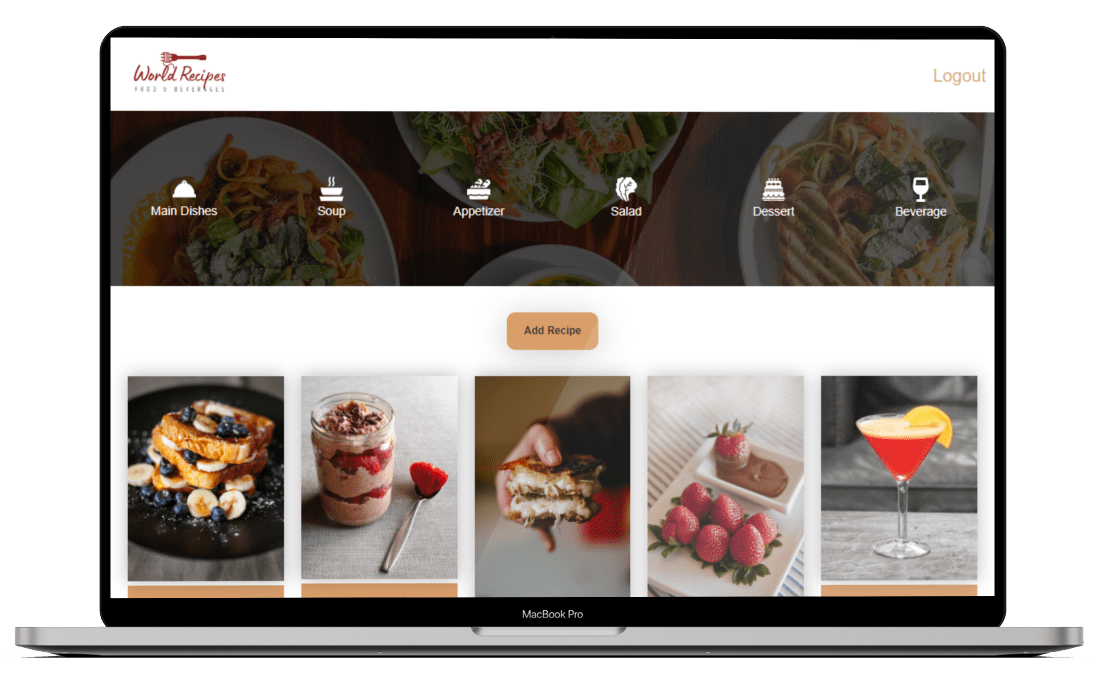 World Recipes
FOOD & BEVERAGES
Logout
Main Dishes
Soup
Appetizer
Salad
Dessert
Beverage
Add Recipe
MacBook Pro